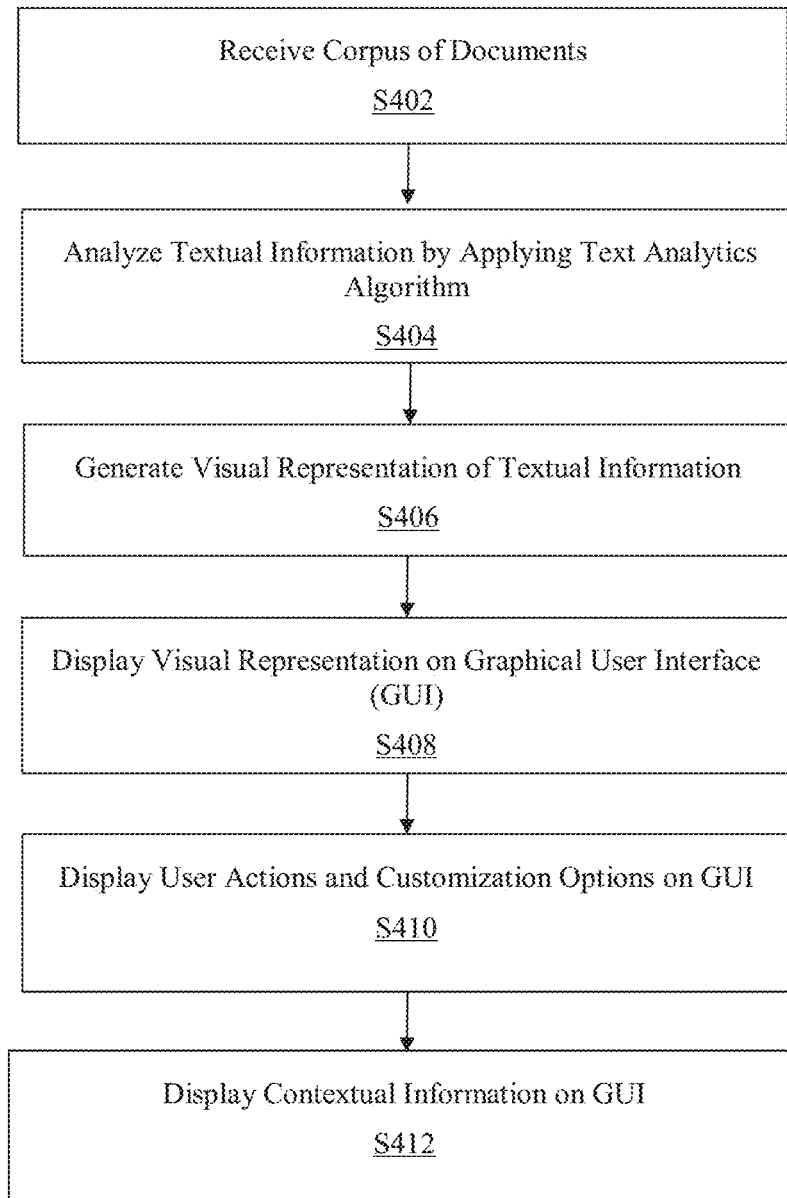 Receive Corpus of Documents
S402
Analyze Textual Information by Applying Text Analytics
Algorithm
S404
Generate Visual Representation of Textual Information
S406
Display Visual Representation on Graphical User Interface
(GUI)
S408
Display User Actions and Customization Options on GUI
S410
Display Contextual Information on GUI
S412